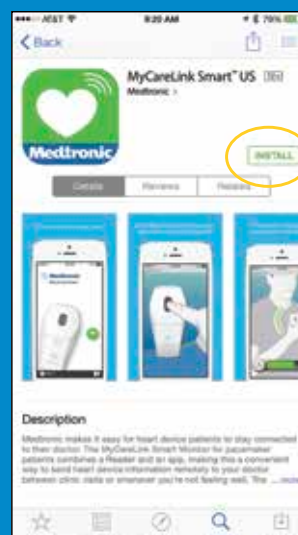 AT&T 8:20 AM 79%
Back
MyCareLink Smart™ US
Medtronic >
Medtronic
INSTALL
Details Reviews Related
Medtronic
Description
Medtronic makes it easy for heart device patients to stay connected
to their doctor. The MyCareLink Smart Monitor for pacemaker
patients combines a Reader and an app, making this a convenient
way to send heart device information remotely to your doctor
between clinic visits or whenever you're not feeling well. The ...more